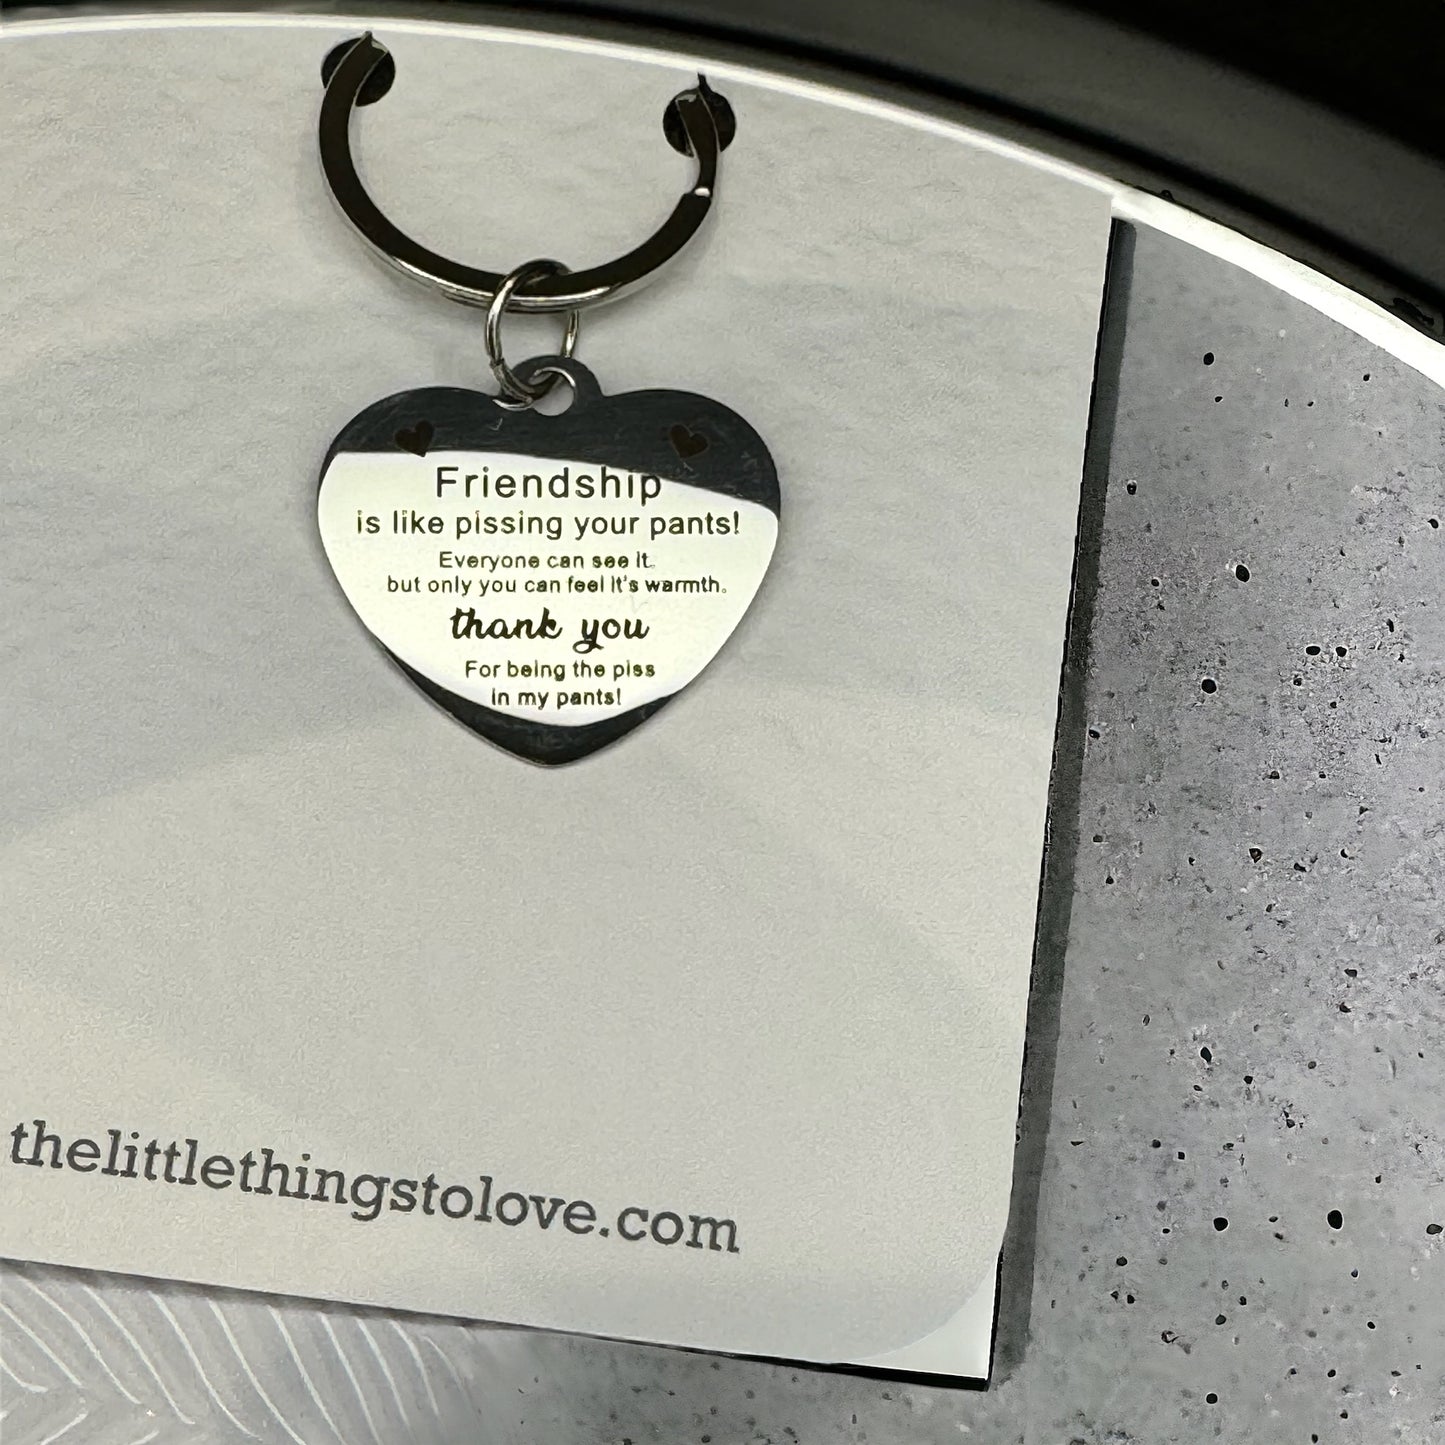 Friendship
is like pissing your pants!
Everyone can see it.
but only you can feel it's warmth.
thank you
For being the piss
in my pants!
thelittlethingstolove.com